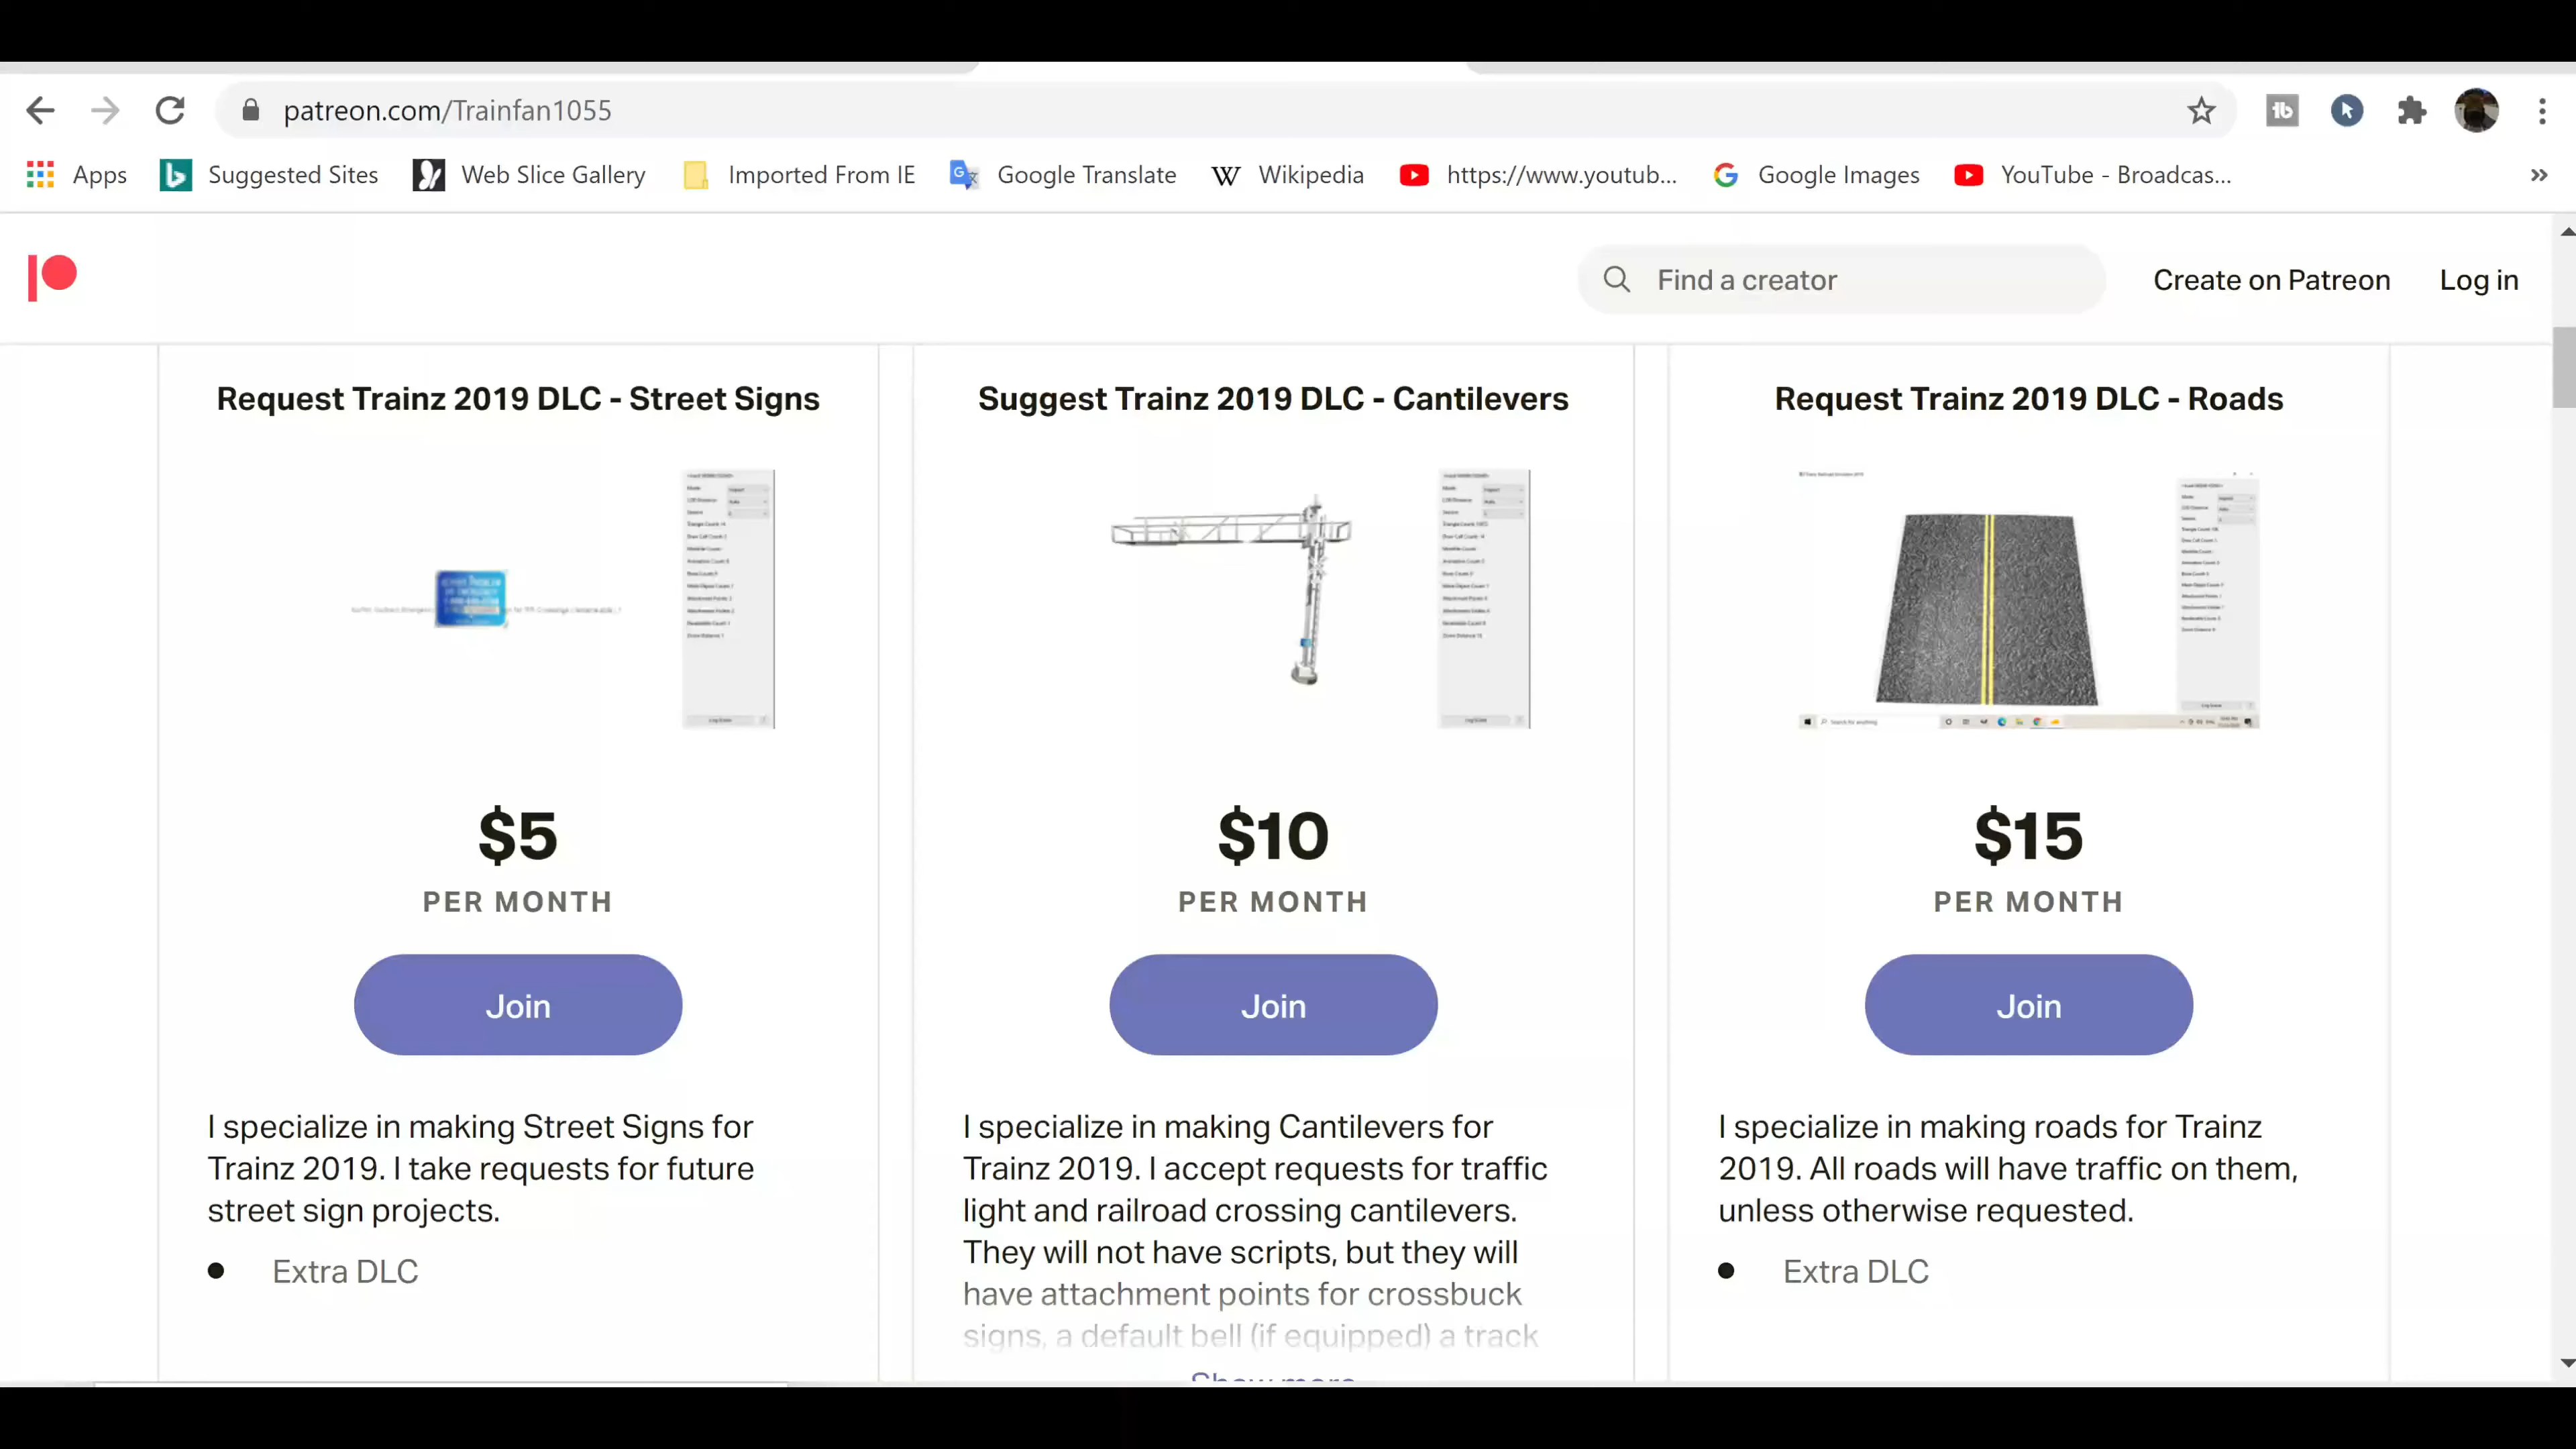 patreon.com/Trainfan1055
Apps Suggested Sites Web Slice Gallery Imported From IE Google Translate Wikipedia https://www.youtub... Google Images YouTube - Broadcas...
Find a creator Create on Patreon Log in
Request Trainz 2019 DLC - Street Signs
$5
PER MONTH
Join
I specialize in making Street Signs for
Trainz 2019. I take requests for future
street sign projects.
Extra DLC
Suggest Trainz 2019 DLC - Cantilevers
$10
PER MONTH
Join
I specialize in making Cantilevers for
Trainz 2019. I accept requests for traffic
light and railroad crossing cantilevers.
They will not have scripts, but they will
have attachment points for crossbuck
signs, a default bell (if equipped) a track
Show more
Request Trainz 2019 DLC - Roads
$15
PER MONTH
Join
I specialize in making roads for Trainz
2019. All roads will have traffic on them,
unless otherwise requested.
Extra DLC